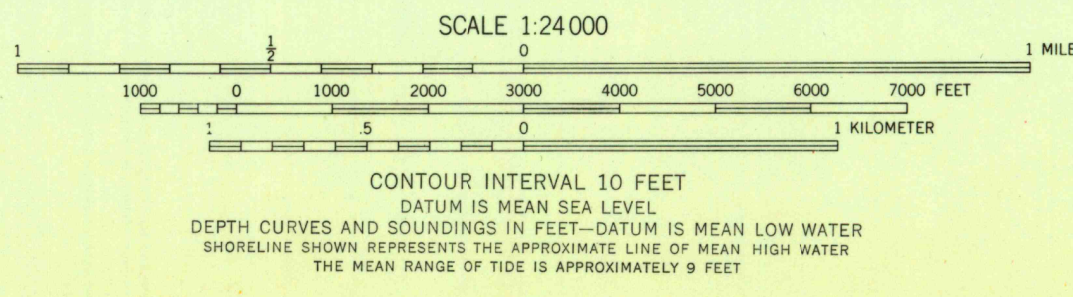 SCALE 1:24 000
1 ½ 0 1 MILE
1000 0 1000 2000 3000 4000 5000 6000 7000 FEET
1 .5 0 1 KILOMETER
CONTOUR INTERVAL 10 FEET
DATUM IS MEAN SEA LEVEL
DEPTH CURVES AND SOUNDINGS IN FEET—DATUM IS MEAN LOW WATER
SHORELINE SHOWN REPRESENTS THE APPROXIMATE LINE OF MEAN HIGH WATER
THE MEAN RANGE OF TIDE IS APPROXIMATELY 9 FEET